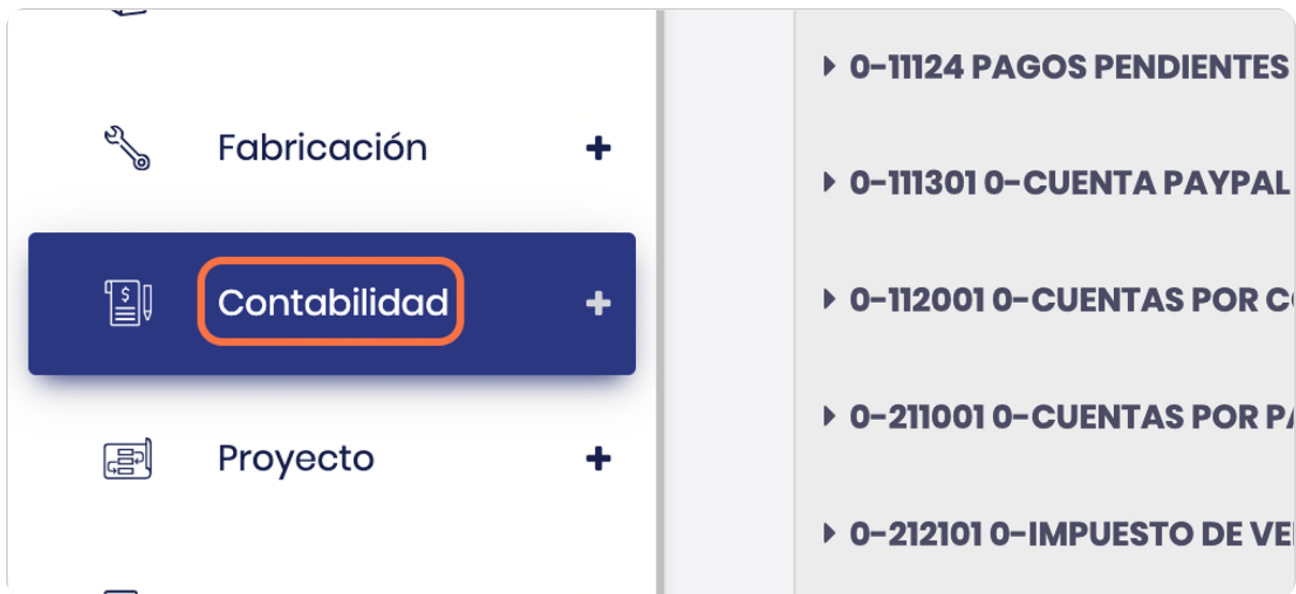 Fabricación
Contabilidad
Proyecto
0-11124 PAGOS PENDIENTES
0-111301 0-CUENTA PAYPAL
0-112001 0-CUENTAS POR
0-211001 0-CUENTAS POR
0-212101 0-IMPUESTO DE